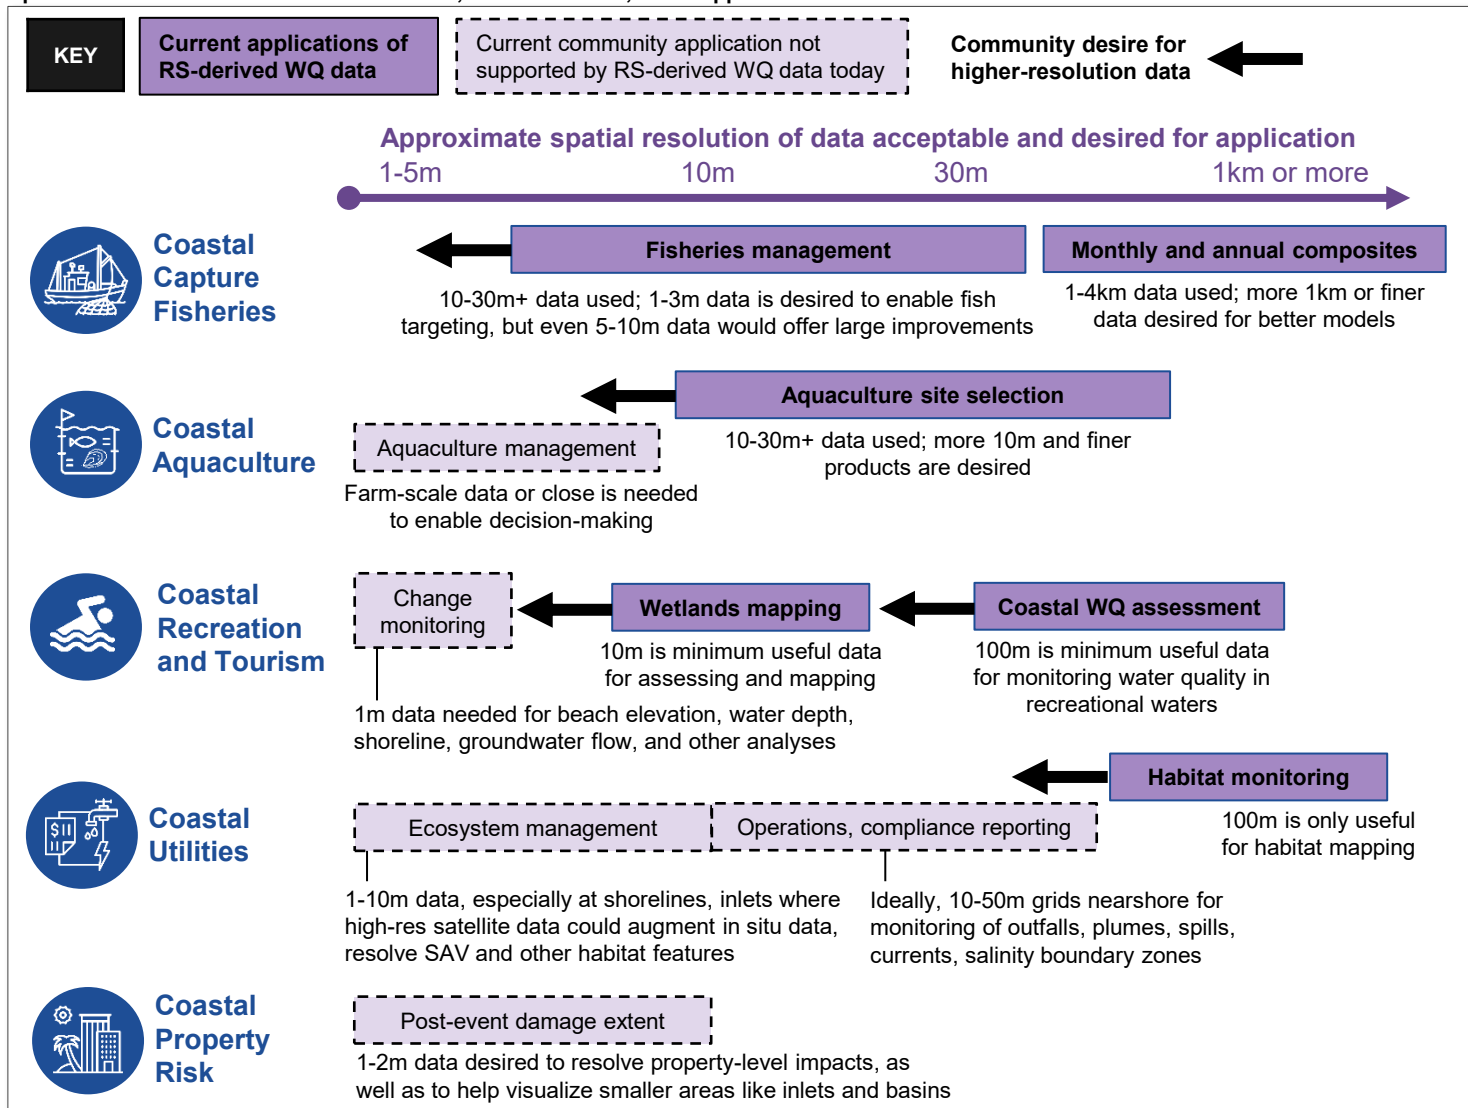 KEY
Current applications of
RS-derived WQ data
Current community application not
supported by RS-derived WQ data today
Community desire for
higher-resolution data
Approximate spatial resolution of data acceptable and desired for application
1-5m
10m
30m
1km or more
Coastal
Capture
Fisheries
Fisheries management
10-30m+ data used; 1-3m data is desired to enable fish
targeting, but even 5-10m data would offer large improvements
Monthly and annual composites
1-4km data used; more 1km or finer
data desired for better models
Coastal
Aquaculture
Aquaculture site selection
10-30m+ data used; more 10m and finer
products are desired
Aquaculture management
Farm-scale data or close is needed
to enable decision-making
Coastal
Recreation
and Tourism
Change
monitoring
1m data needed for beach elevation, water depth,
shoreline, groundwater flow, and other analyses
Wetlands mapping
10m is minimum useful data
for assessing and mapping
Coastal WQ assessment
100m is minimum useful data
for monitoring water quality in
recreational waters
Coastal
Utilities
Habitat monitoring
100m is only useful
for habitat mapping
Ecosystem management
1-10m data, especially at shorelines, inlets where
high-res satellite data could augment in situ data,
resolve SAV and other habitat features
Operations, compliance reporting
Ideally, 10-50m grids nearshore for
monitoring of outfalls, plumes, spills,
currents, salinity boundary zones
Coastal
Property
Risk
Post-event damage extent
1-2m data desired to resolve property-level impacts, as
well as to help visualize smaller areas like inlets and basins